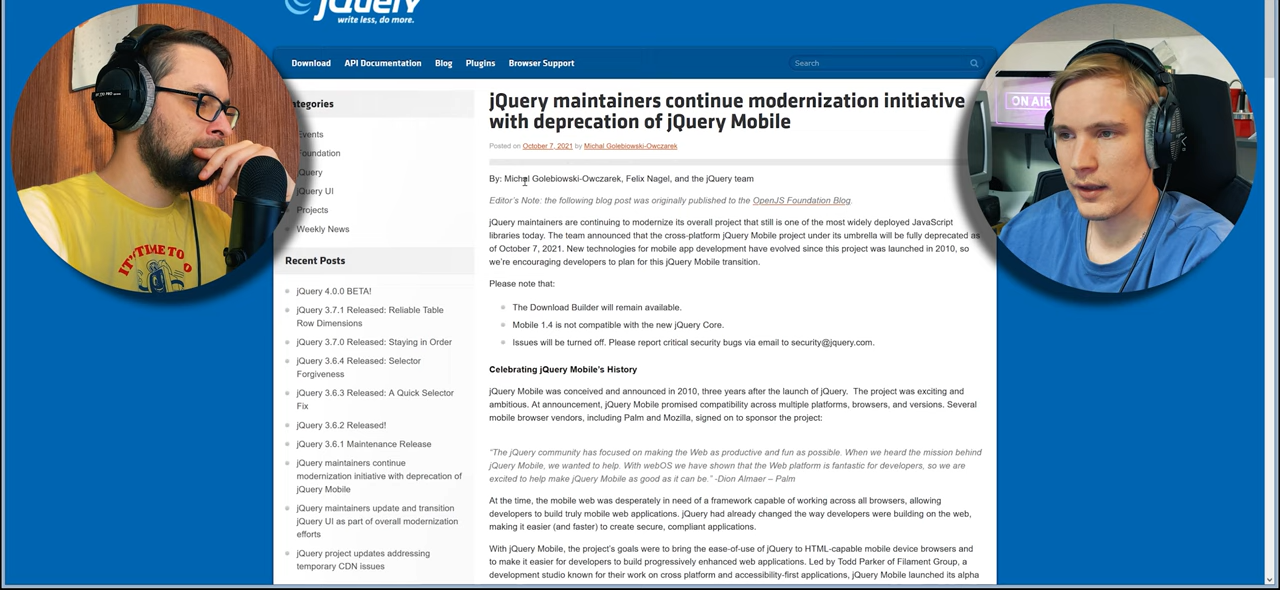 jQuery
write less, do more.
Download API Documentation Blog Plugins Browser Support Search
ategories
Events
oundation
Query
jQuery UI
Projects
Weekly News
Recent Posts
jQuery 4.0.0 BETA!
jQuery 3.7.1 Released: Reliable Table
Row Dimensions
jQuery 3.7.0 Released: Staying in Order
jQuery 3.6.4 Released: Selector
Forgiveness
jQuery 3.6.3 Released: A Quick Selector
Fix
jQuery 3.6.2 Released!
jQuery 3.6.1 Maintenance Release
jQuery maintainers continue
modernization initiative with deprecation of
jQuery Mobile
jQuery maintainers update and transition
jQuery UI as part of overall modernization
efforts
jQuery project updates addressing
temporary CDN issues
jQuery maintainers continue modernization initiative
with deprecation of jQuery Mobile
Posted on October 7, 2021 by Michal Golebiowski-Owczarek
By: Michal Golebiowski-Owczarek, Felix Nagel, and the jQuery team
Editor's Note: the following blog post was originally published to the OpenJS Foundation Blog.
jQuery maintainers are continuing to modernize its overall project that still is one of the most widely deployed JavaScript
libraries today. The team announced that the cross-platform jQuery Mobile project under its umbrella will be fully deprecated as
of October 7, 2021. New technologies for mobile app development have evolved since this project was launched in 2010, so
we're encouraging developers to plan for this jQuery Mobile transition.
Please note that:
The Download Builder will remain available.
Mobile 1.4 is not compatible with the new jQuery Core.
Issues will be turned off. Please report critical security bugs via email to security@jquery.com.
Celebrating jQuery Mobile's History
jQuery Mobile was conceived and announced in 2010, three years after the launch of jQuery. The project was exciting and
ambitious. At announcement, jQuery Mobile promised compatibility across multiple platforms, browsers, and versions. Several
mobile browser vendors, including Palm and Mozilla, signed on to sponsor the project:
"The jQuery community has focused on making the Web as productive and fun as possible. When we heard the mission behind
jQuery Mobile, we wanted to help. With webOS we have shown that the Web platform is fantastic for developers, so we are
excited to help make jQuery Mobile as good as it can be." -Dion Almaer – Palm
At the time, the mobile web was desperately in need of a framework capable of working across all browsers, allowing
developers to build truly mobile web applications. jQuery had already changed the way developers were building on the web,
making it easier (and faster) to create secure, compliant applications.
With jQuery Mobile, the project's goals were to bring the ease-of-use of jQuery to HTML-capable mobile device browsers and
to make it easier for developers to build progressively enhanced web applications. Led by Todd Parker of Filament Group, a
development studio known for their work on cross platform and accessibility-first applications, jQuery Mobile launched its alpha
IT'S TIME TO
ON AIR